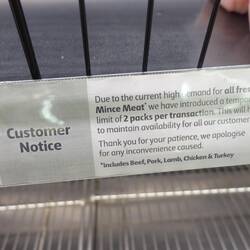 Customer
Notice
Due to the current high demand for all fre
Mince Meat* we have introduced a tempo
limit of 2 packs per transaction. This will h
to maintain availability for all our custome
Thank you for your patience, we apologise
for any inconvenience caused.
*Includes Beef, Pork, Lamb, Chicken & Turkey